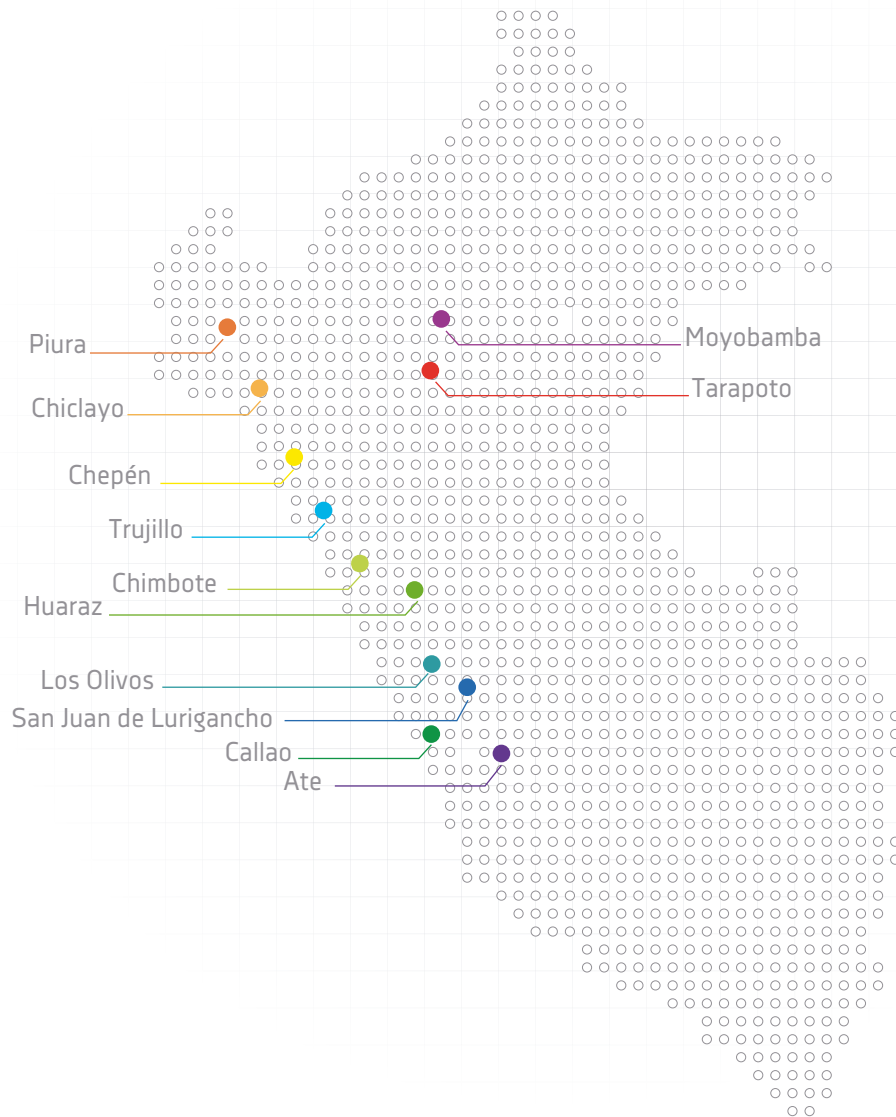 Moyobamba
Piura
Tarapoto
Chiclayo
Chepén
Trujillo
Chimbote
Huaraz
Los Olivos
San Juan de Lurigancho
Callao
Ate